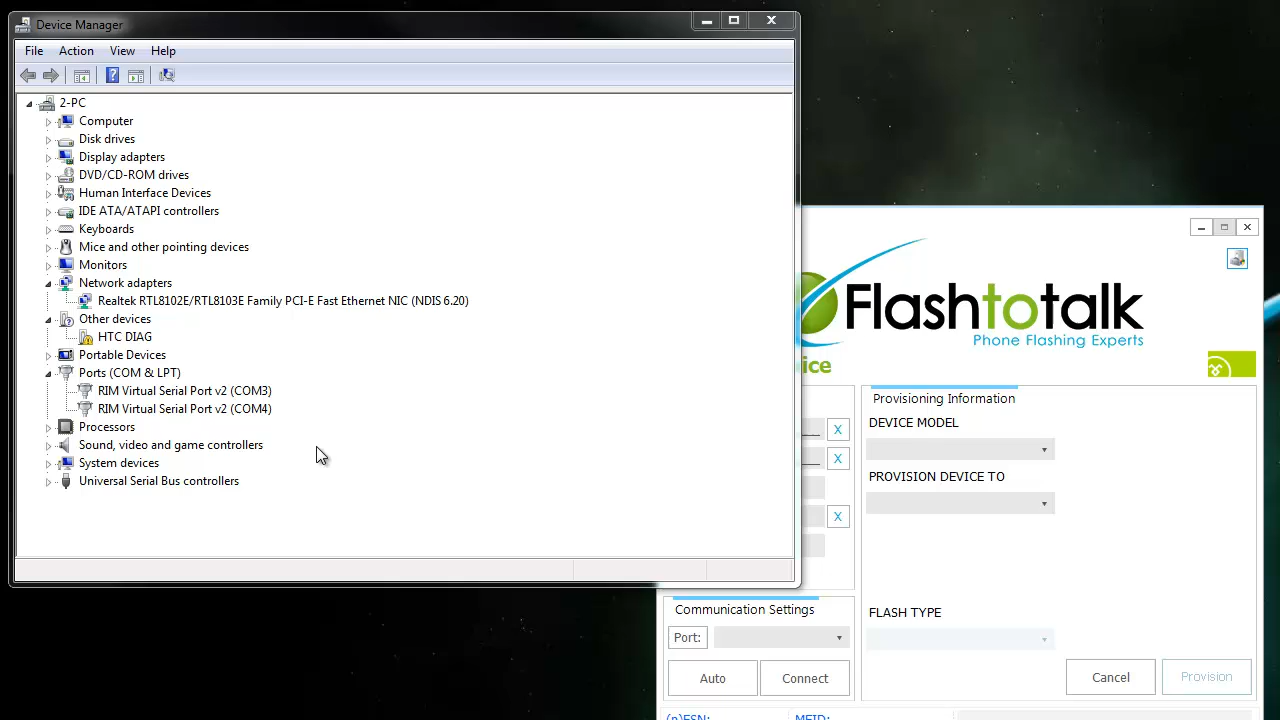 Device Manager
File Action View Help
2-PC
Computer
Disk drives
Display adapters
DVD/CD-ROM drives
Human Interface Devices
IDE ATA/ATAPI controllers
Keyboards
Mice and other pointing devices
Monitors
Network adapters
Realtek RTL8102E/RTL8103E Family PCI-E Fast Ethernet NIC (NDIS 6.20)
Other devices
HTC DIAG
Portable Devices
Ports (COM & LPT)
RIM Virtual Serial Port v2 (COM3)
RIM Virtual Serial Port v2 (COM4)
Processors
Sound, video and game controllers
System devices
Universal Serial Bus controllers
Flashtotalk
Phone Flashing Experts
ice
X
X
X
Provisioning Information
DEVICE MODEL
PROVISION DEVICE TO
FLASH TYPE
Cancel Provision
Communication Settings
Port:
Auto Connect
(p)ESN: MEID: